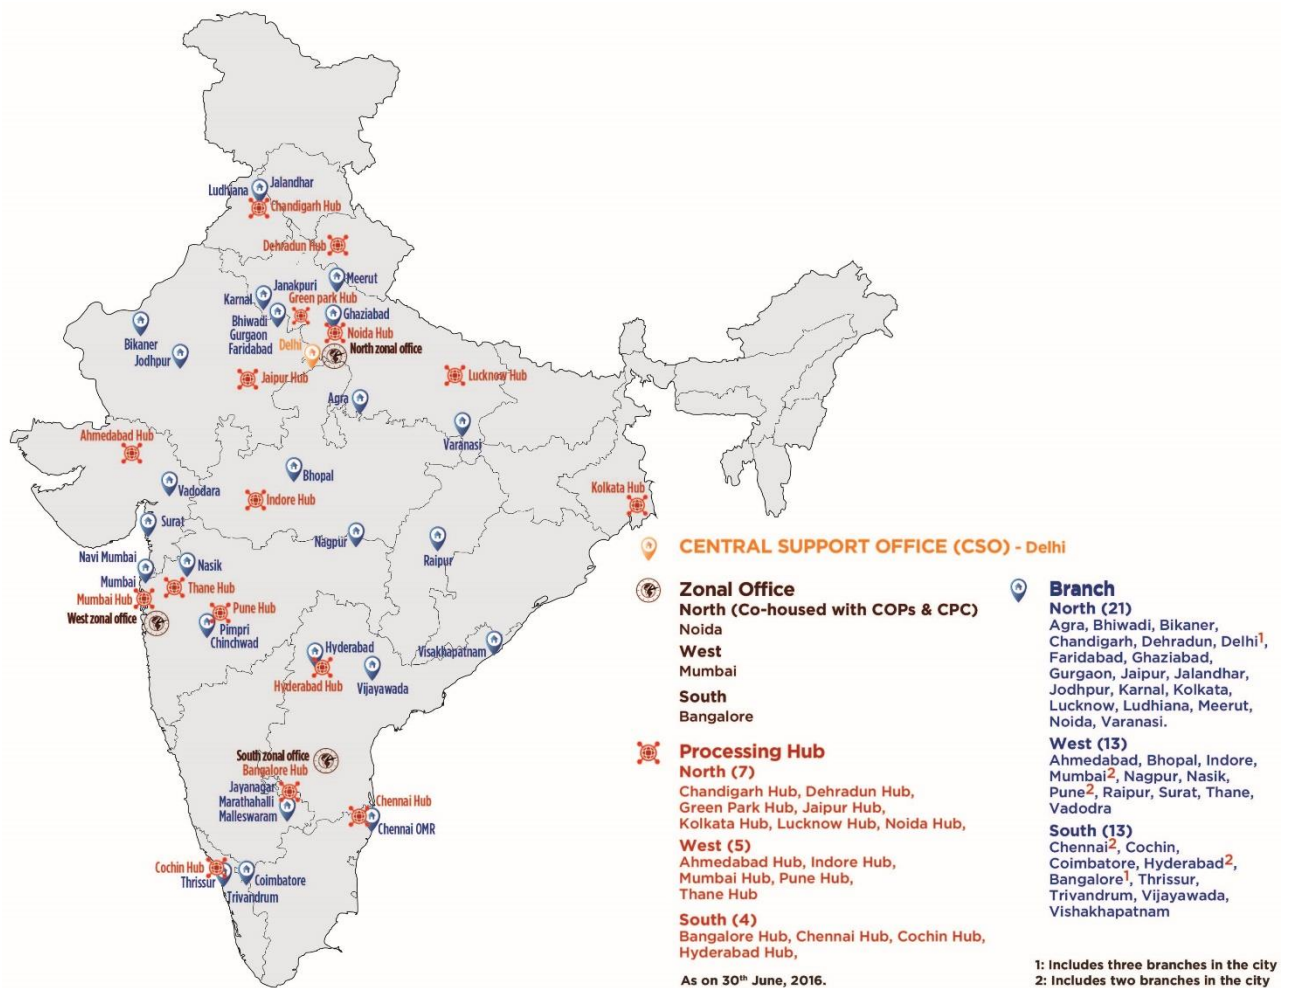 Jalandhar
Ludhiana
Chandigarh Hub
Dehradun Hub
Meerut
Janakpuri
Karnal
Green park Hub
Ghaziabad
Bhiwadi
Gurgaon
Faridabad
Noida Hub
Delhi
North zonal office
Bikaner
Jodhpur
Jaipur Hub
Lucknow Hub
Agra
Varanasi
Ahmedabad Hub
Bhopal
Vadodara
Indore Hub
Kolkata Hub
Surat
Nagpur
Raipur
Navi Mumbai
Nasik
Mumbai
Thane Hub
Mumbai Hub
Pune Hub
West zonal office
Pimpri
Chinchwad
Hyderabad
Visakhapatnam
Hyderabad Hub
Vijayawada
South zonal office
Bangalore Hub
Jayanagar
Marathahalli
Malleswaram
Chennai Hub
Chennai OMR
Cochin Hub
Thrissur
Coimbatore
Trivandrum
CENTRAL SUPPORT OFFICE (CSO) - Delhi
Zonal Office
North (Co-housed with COPs & CPC)
Noida
West
Mumbai
South
Bangalore
Processing Hub
North (7)
Chandigarh Hub, Dehradun Hub,
Green Park Hub, Jaipur Hub,
Kolkata Hub, Lucknow Hub, Noida Hub,
West (5)
Ahmedabad Hub, Indore Hub,
Mumbai Hub, Pune Hub,
Thane Hub
South (4)
Bangalore Hub, Chennai Hub, Cochin Hub,
Hyderabad Hub,
As on 30th June, 2016.
Branch
North (21)
Agra, Bhiwadi, Bikaner,
Chandigarh, Dehradun, Delhi1,
Faridabad, Ghaziabad,
Gurgaon, Jaipur, Jalandhar,
Jodhpur, Karnal, Kolkata,
Lucknow, Ludhiana, Meerut,
Noida, Varanasi.
West (13)
Ahmedabad, Bhopal, Indore,
Mumbai2, Nagpur, Nasik,
Pune2, Raipur, Surat, Thane,
Vadodra
South (13)
Chennai2, Cochin,
Coimbatore, Hyderabad2,
Bangalore1, Thrissur,
Trivandrum, Vijayawada,
Vishakhapatnam
1: Includes three branches in the city
2: Includes two branches in the city